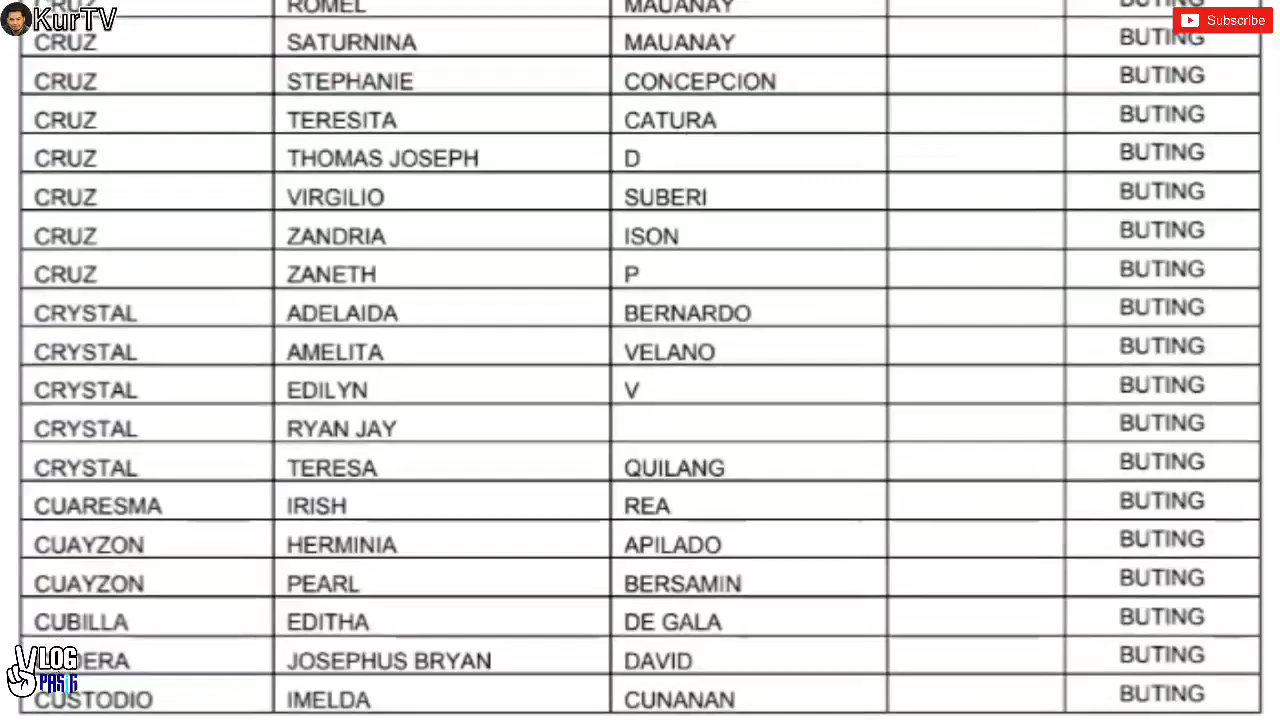 CRUZ ROMEL MAUANAY BUTING
KurTV
Subscribe
CRUZ SATURNINA MAUANAY BUTING
CRUZ STEPHANIE CONCEPCION BUTING
CRUZ TERESITA CATURA BUTING
CRUZ THOMAS JOSEPH D BUTING
CRUZ VIRGILIO SUBERI BUTING
CRUZ ZANDRIA ISON BUTING
CRUZ ZANETH P BUTING
CRYSTAL ADELAIDA BERNARDO BUTING
CRYSTAL AMELITA VELANO BUTING
CRYSTAL EDILYN V BUTING
CRYSTAL RYAN JAY BUTING
CRYSTAL TERESA QUILANG BUTING
CUARESMA IRISH REA BUTING
CUAYZON HERMINIA APILADO BUTING
CUAYZON PEARL BERSAMIN BUTING
CUBILLA EDITHA DE GALA BUTING
JOSEPHUS BRYAN DAVID BUTING
VLOG
PASIG
CUSTODIO IMELDA CUNANAN BUTING